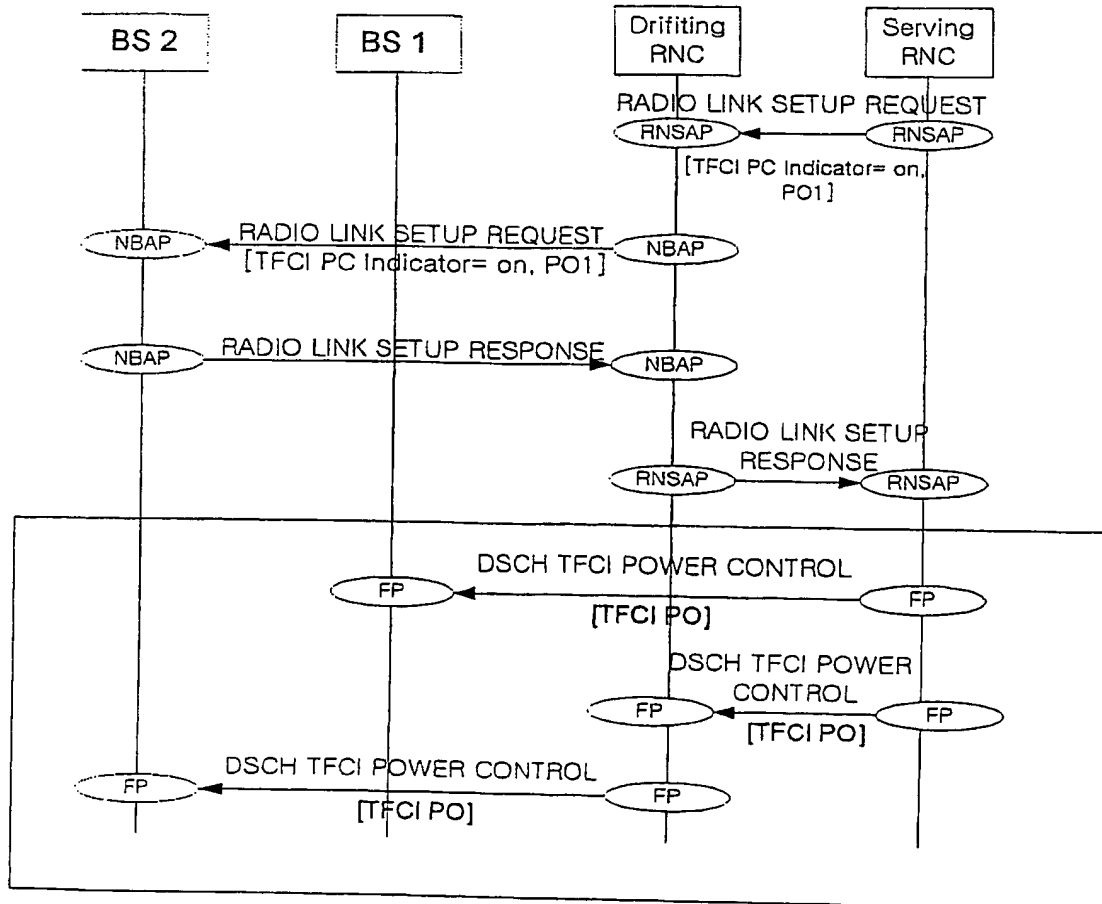 BS 2
BS 1
Drifiting
RNC
Serving
RNC
RADIO LINK SETUP REQUEST
RNSAP
RNSAP
[TFCI PC Indicator= on,
PO1]
NBAP
RADIO LINK SETUP REQUEST
NBAP
[TFCI PC Indicator= on, PO1]
NBAP
RADIO LINK SETUP RESPONSE
NBAP
RADIO LINK SETUP
RESPONSE
RNSAP
RNSAP
DSCH TFCI POWER CONTROL
FP
FP
[TFCI PO]
DSCH TFCI POWER
CONTROL
FP
FP
[TFCI PO]
DSCH TFCI POWER CONTROL
FP
FP
[TFCI PO]